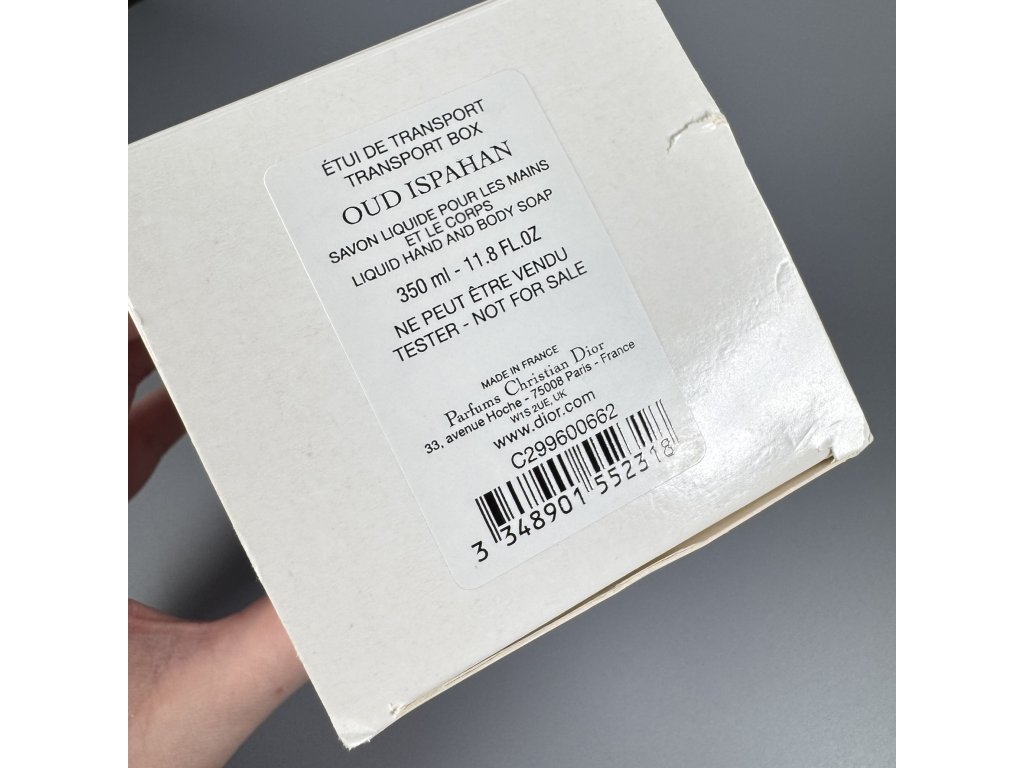 ÉTUI DE TRANSPORT
TRANSPORT BOX
OUD ISPAHAN
SAVON LIQUIDE POUR LES MAINS
ET LE CORPS
LIQUID HAND AND BODY SOAP
350 ml - 11.8 FL.OZ
NE PEUT ÊTRE VENDU
TESTER - NOT FOR SALE
MADE IN FRANCE
Parfums Christian Dior
33, avenue Hoche - 75008 Paris - France
W1S 2UE, UK
www.dior.com
C299600662
3 348901 552318